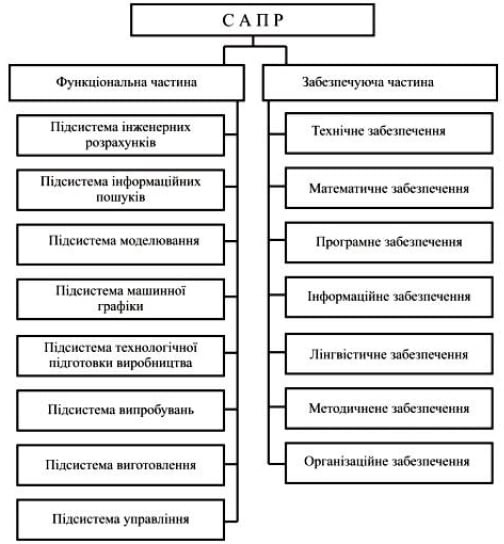 С А П Р
Функціональна частина
Забезпечуюча частина
Підсистема інженерних
розрахунків
Підсистема інформаційних
пошуків
Підсистема моделювання
Підсистема машинної
графіки
Підсистема технологічної
підготовки виробництва
Підсистема випробувань
Підсистема виготовлення
Підсистема управління
Технічне забезпечення
Математичне забезпечення
Програмне забезпечення
Інформаційне забезпечення
Лінгвістичне забезпечення
Методичнене забезпечення
Організаційне забезпечення